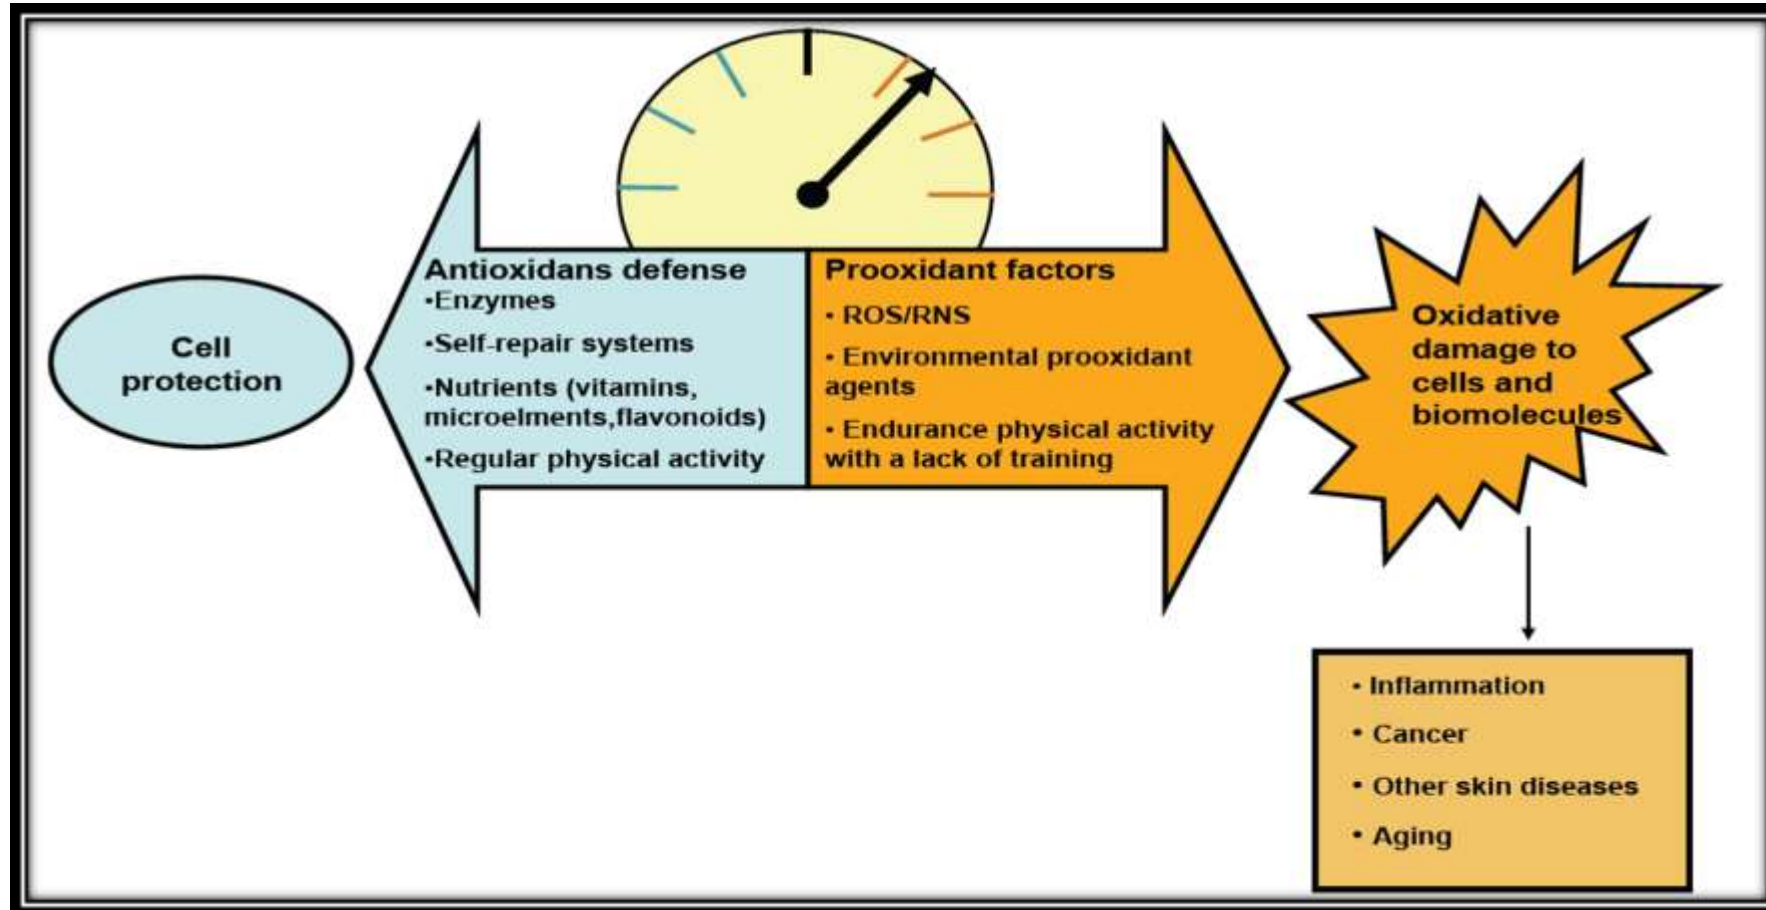 Cell
protection
Antioxidans defense
•Enzymes
•Self-repair systems
•Nutrients (vitamins,
microelments,flavonoids)
•Regular physical activity
Prooxidant factors
• ROS/RNS
• Environmental prooxidant
agents
• Endurance physical activity
with a lack of training
Oxidative
damage to
cells and
biomolecules
• Inflammation
• Cancer
• Other skin diseases
• Aging